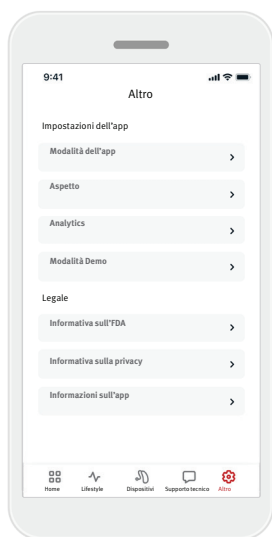 9:41
Altro
Impostazioni dell'app
Modalità dell'app
Aspetto
Analytics
Modalità Demo
Legale
Informativa sull'FDA
Informativa sulla privacy
Informazioni sull'app
Home Lifestyle Dispositivi Supporto tecnico Altro